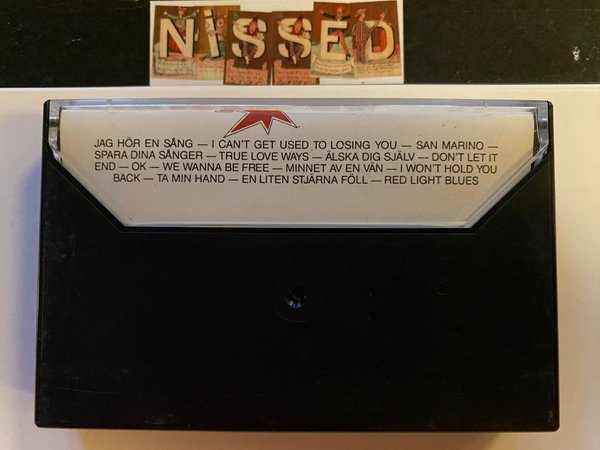 NISSED
JAG HÖR EN SÅNG — I CAN'T GET USED TO LOSING YOU — SAN MARINO —
SPARA DINA SÅNGER — TRUE LOVE WAYS — ÄLSKA DIG SJÄLV — DON'T LET IT
END — OK — WE WANNA BE FREE — MINNET AV EN VÄN — I WON'T HOLD YOU
BACK — TA MIN HAND — EN LITEN STJÄRNA FÖLL — RED LIGHT BLUES